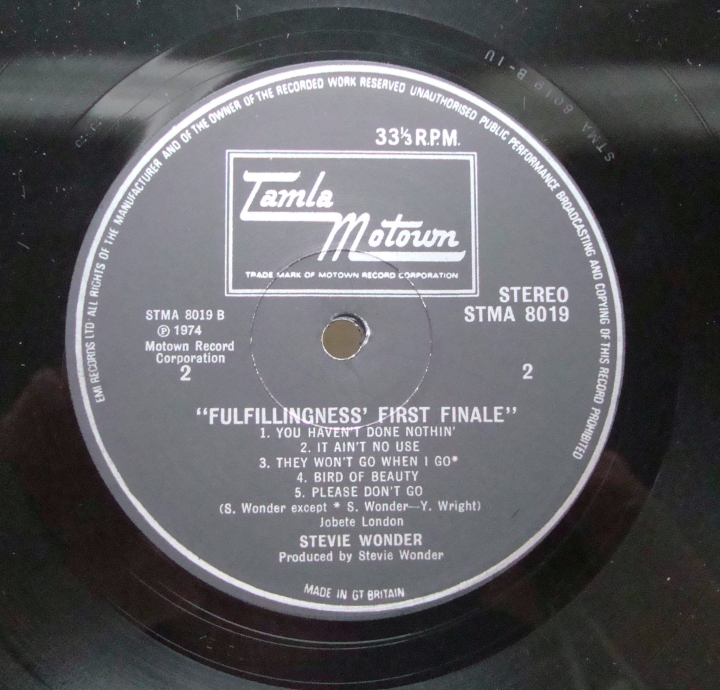 EMI RECORDS LTD · ALL RIGHTS OF THE MANUFACTURER AND OF THE OWNER OF THE RECORDED WORK RESERVED UNAUTHORISED PUBLIC PERFORMANCE BROADCASTING AND COPYING OF THIS RECORD PROHIBITED
STMA 8019 B-1U
33⅓ R.P.M.
Tamla
Motown
TRADE MARK OF MOTOWN RECORD CORPORATION
STEREO
STMA 8019
STMA 8019 B
Ⓟ 1974
Motown Record
Corporation
2
2
"FULFILLINGNESS' FIRST FINALE"
1. YOU HAVEN'T DONE NOTHIN'
2. IT AIN'T NO USE
3. THEY WON'T GO WHEN I GO*
4. BIRD OF BEAUTY
5. PLEASE DON'T GO
(S. Wonder except * S. Wonder—Y. Wright)
Jobete London
STEVIE WONDER
Produced by Stevie Wonder
MADE IN GT BRITAIN